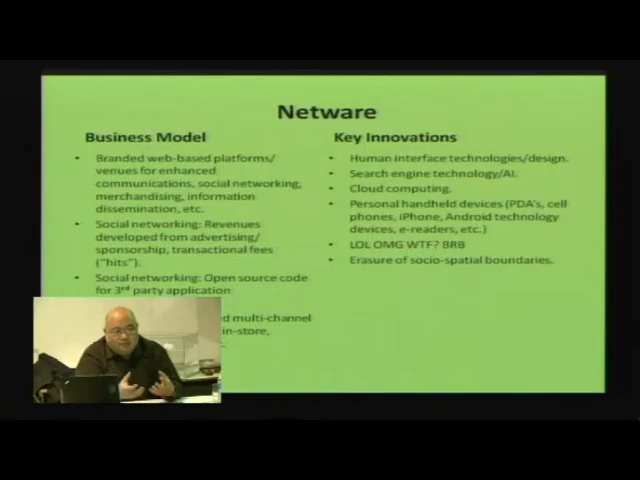 Netware
Business Model
• Branded web-based platforms/
venues for enhanced
communications, social networking,
merchandising, information
dissemination, etc.
• Social networking: Revenues
developed from advertising/
sponsorship, transactional fees
("hits").
• Social networking: Open source code
for 3rd party application
d multi-channel
in-store,
Key Innovations
• Human interface technologies/design.
• Search engine technology/AI.
• Cloud computing.
• Personal handheld devices (PDA's, cell
phones, iPhone, Android technology
devices, e-readers, etc.)
• LOL OMG WTF? BRB
• Erasure of socio-spatial boundaries.